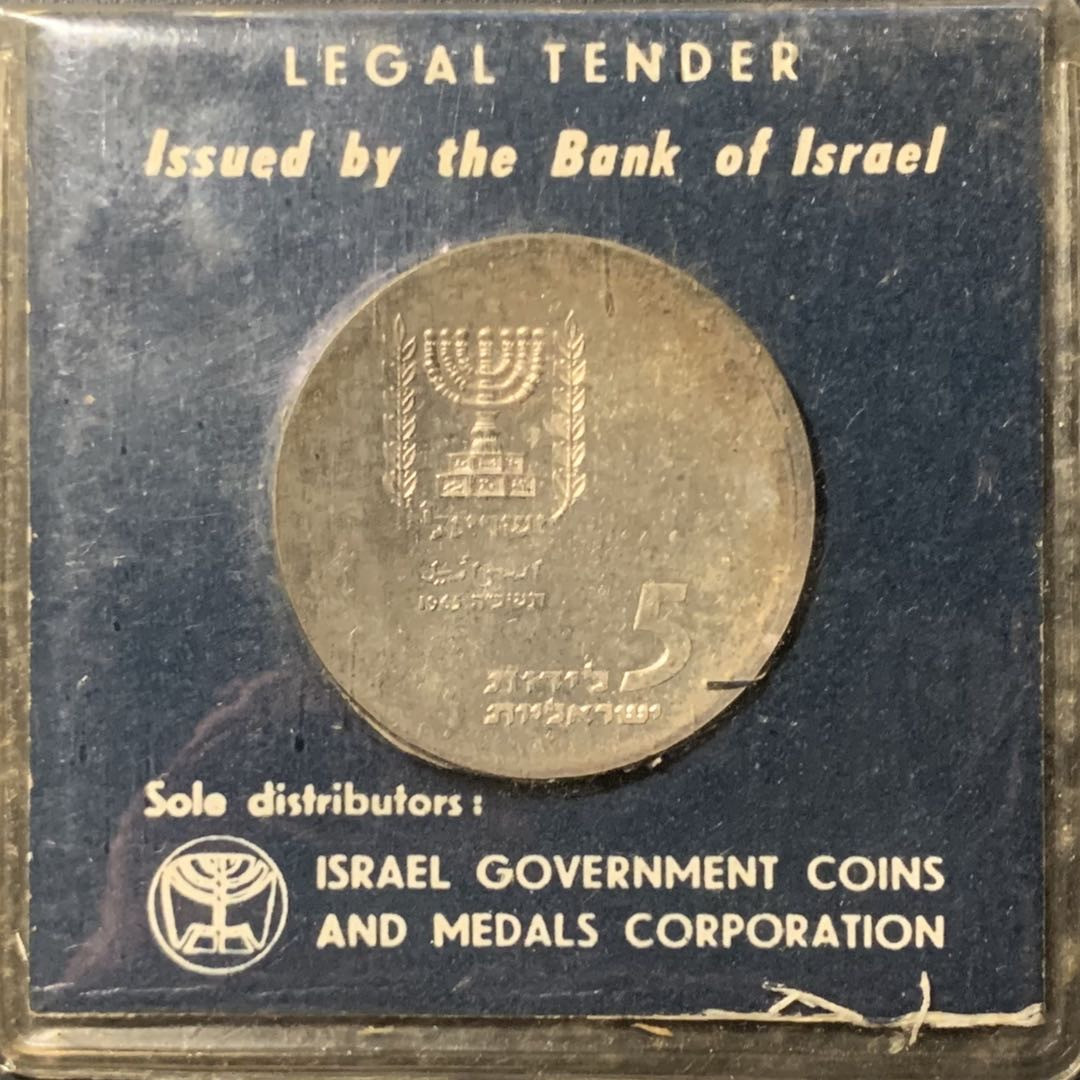 LEGAL TENDER
Issued by the Bank of Israel
ישראל
اسرائيل
תשכ"ה 1965
5
לירות
ישראליות
Sole distributors:
ISRAEL GOVERNMENT COINS
AND MEDALS CORPORATION